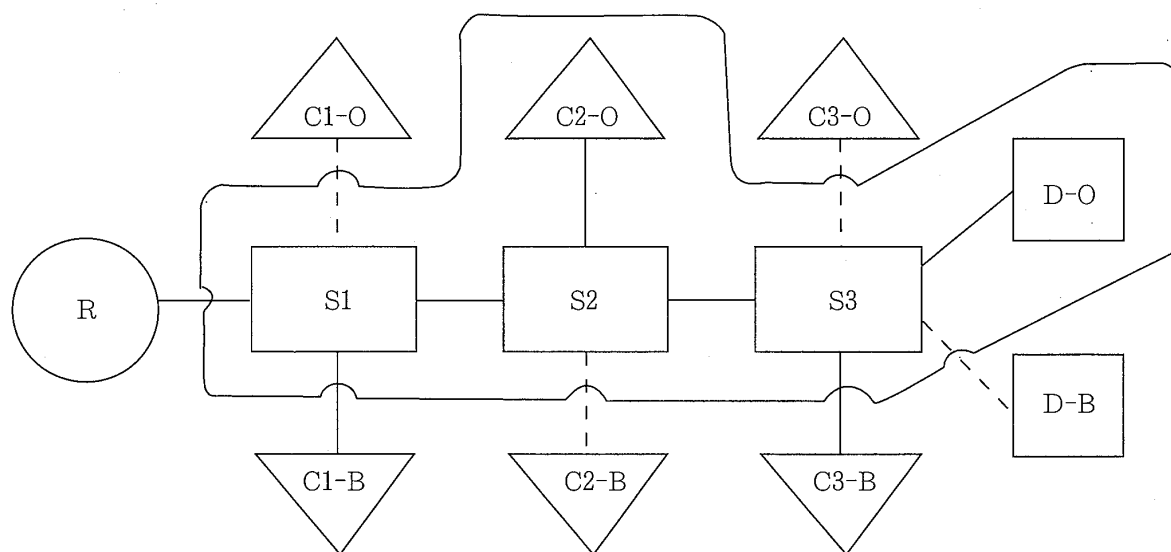 C1-O
C2-O
C3-O
D-O
R
S1
S2
S3
D-B
C1-B
C2-B
C3-B